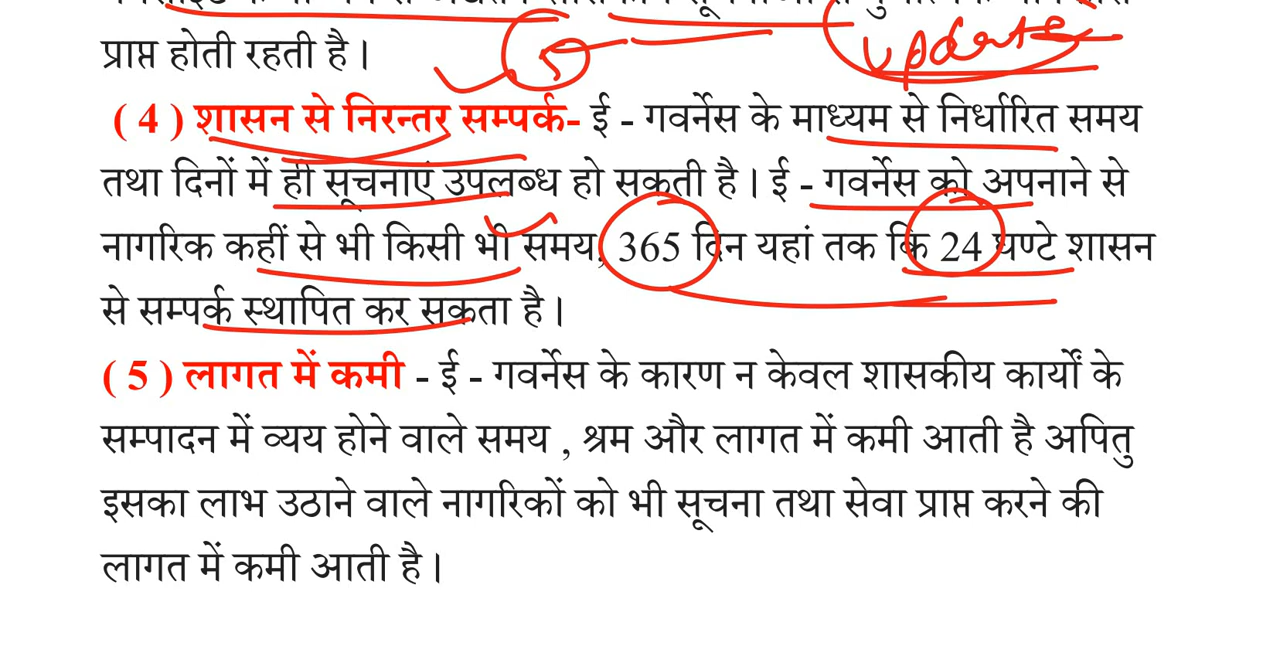 प्राप्त होती रहती है।
update
( 4 ) शासन से निरन्तर सम्पर्क- ई - गवर्नेस के माध्यम से निर्धारित समय
तथा दिनों में ही सूचनाएं उपलब्ध हो सकती है। ई - गवर्नेस को अपनाने से
नागरिक कहीं से भी किसी भी समय, 365 दिन यहां तक कि 24 घण्टे शासन
से सम्पर्क स्थापित कर सकता है।
( 5 ) लागत में कमी - ई - गवर्नेस के कारण न केवल शासकीय कार्यों के
सम्पादन में व्यय होने वाले समय , श्रम और लागत में कमी आती है अपितु
इसका लाभ उठाने वाले नागरिकों को भी सूचना तथा सेवा प्राप्त करने की
लागत में कमी आती है।